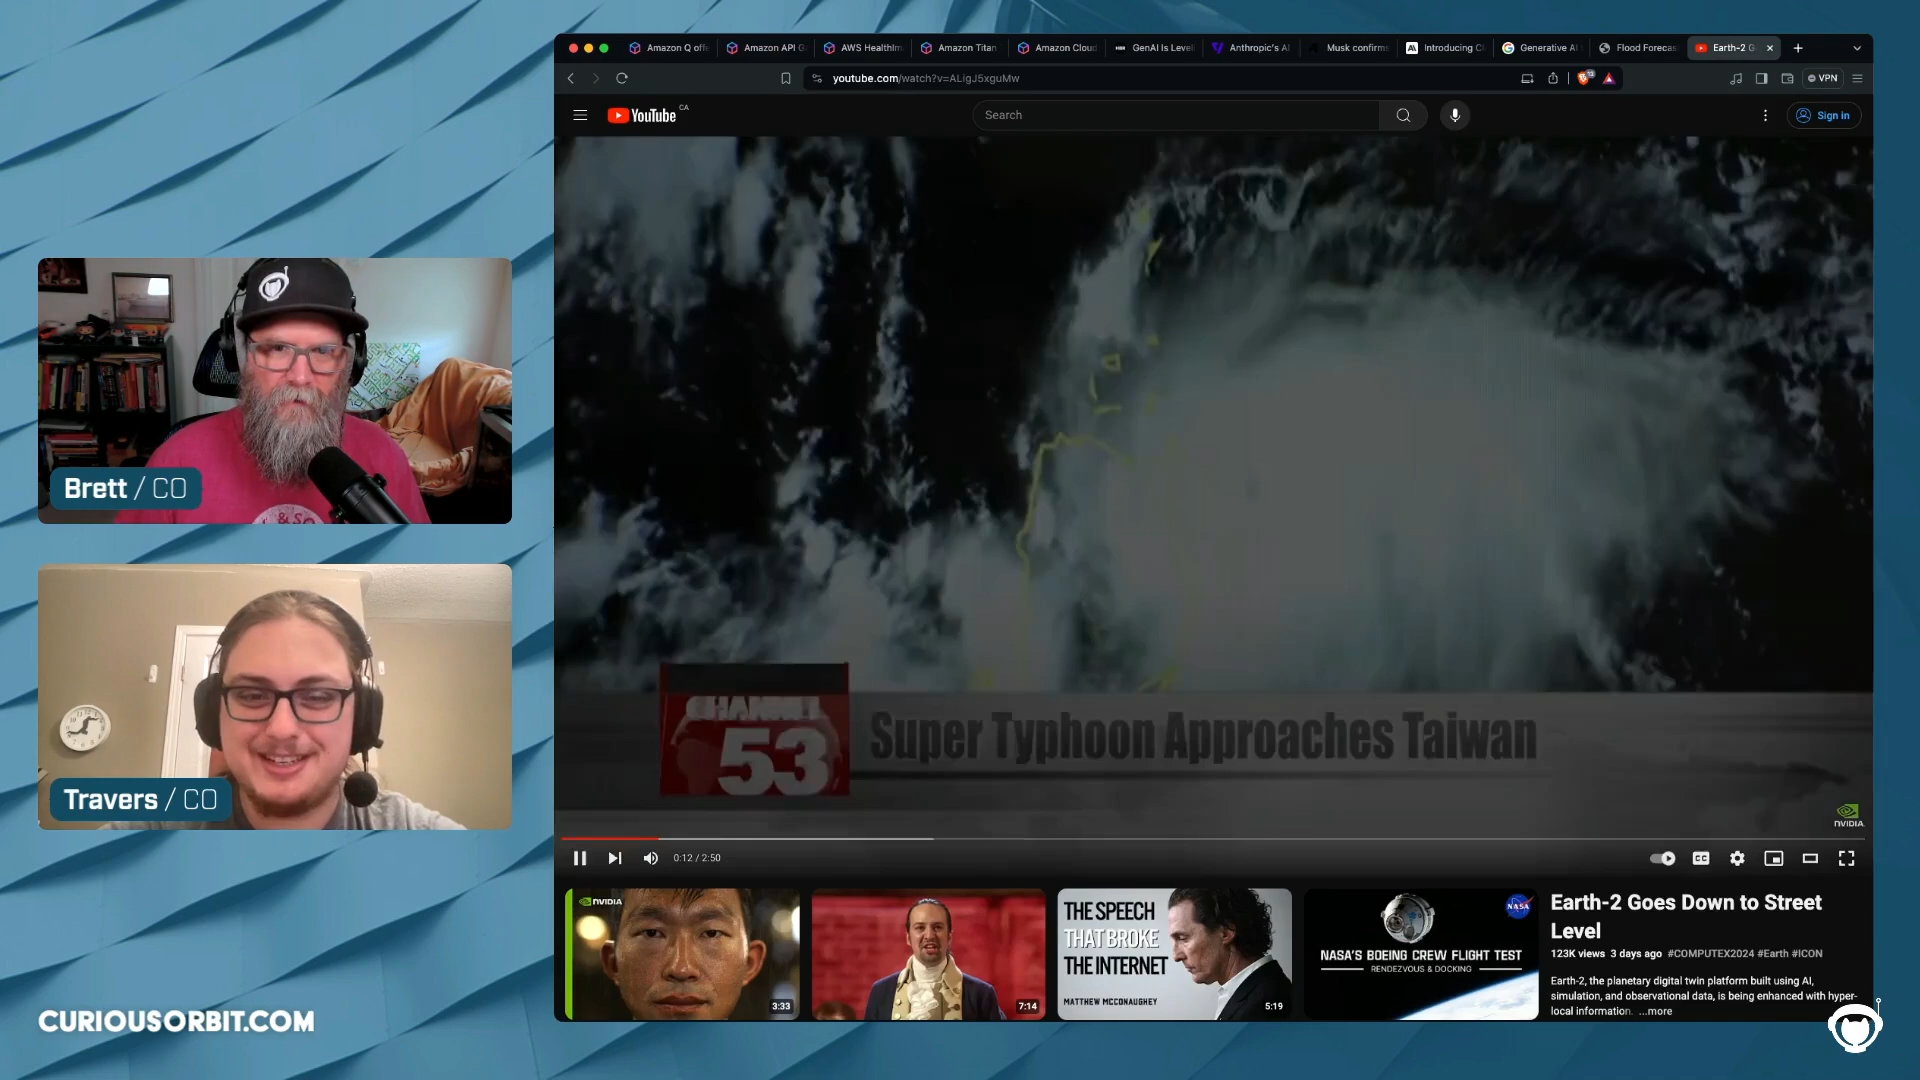 Amazon Q off
Amazon API G
AWS HealthIm
Amazon Titan
Amazon Cloud
GenAI Is Level
Anthropic's AI
Musk confirms
Introducing Cl
Generative AI
Flood Forecas
Earth-2 G
youtube.com/watch?v=ALigJ5xguMw
VPN
YouTube CA
Search
Sign in
Brett / CO
Travers / CO
CURIOUSORBIT.COM
CHANNEL
53
Super Typhoon Approaches Taiwan
NVIDIA
0:12 / 2:50
CC
NVIDIA
3:33
7:14
THE SPEECH
THAT BROKE
THE INTERNET
MATTHEW MCCONAUGHEY
5:19
NASA
NASA'S BOEING CREW FLIGHT TEST
RENDEZVOUS & DOCKING
Earth-2 Goes Down to Street
Level
123K views 3 days ago #COMPUTEX2024 #Earth #ICON
Earth-2, the planetary digital twin platform built using AI,
simulation, and observational data, is being enhanced with hyper-
local information. ...more